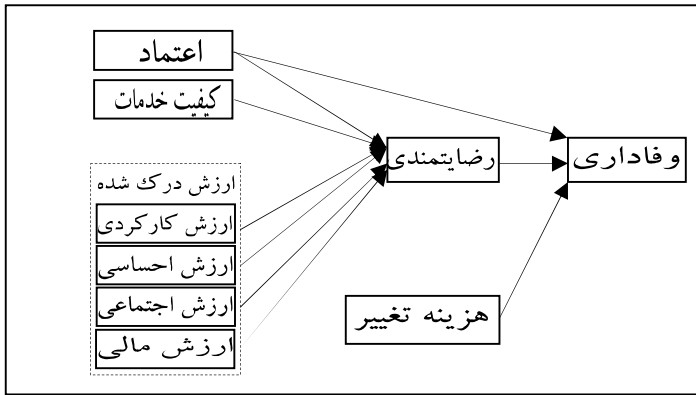 اعتماد
کیفیت خدمات
ارزش درک شده
ارزش کارکردی
ارزش احساسی
ارزش اجتماعی
ارزش مالی
رضایتمندی
وفاداری
هزینه تغییر